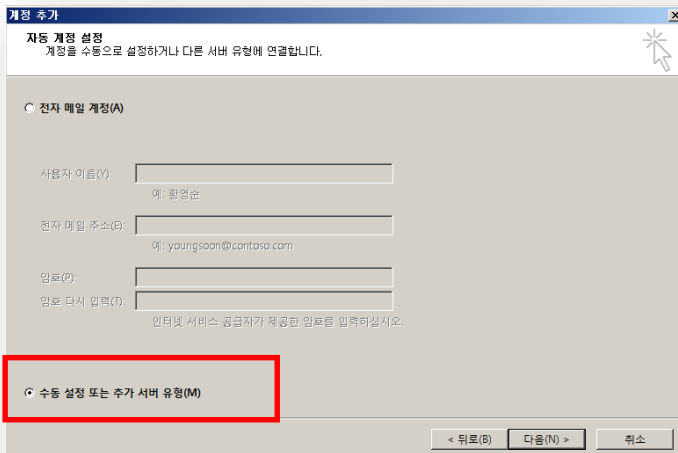 계정 추가
자동 계정 설정
계정을 수동으로 설정하거나 다른 서버 유형에 연결합니다.
전자 메일 계정(A)
사용자 이름(Y):
예: 황영순
전자 메일 주소(E):
예: youngsoon@contoso.com
암호(P):
암호 다시 입력(T):
인터넷 서비스 공급자가 제공한 암호를 입력하십시오.
수동 설정 또는 추가 서버 유형(M)
< 뒤로(B) 다음(N) > 취소